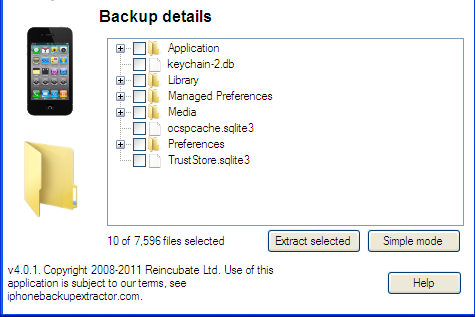 Backup details
Application
keychain-2.db
Library
Managed Preferences
Media
ocspcache.sqlite3
Preferences
TrustStore.sqlite3
10 of 7,596 files selected
Extract selected
Simple mode
v4.0.1. Copyright 2008-2011 Reincubate Ltd. Use of this
application is subject to our terms, see
iphonebackupextractor.com.
Help